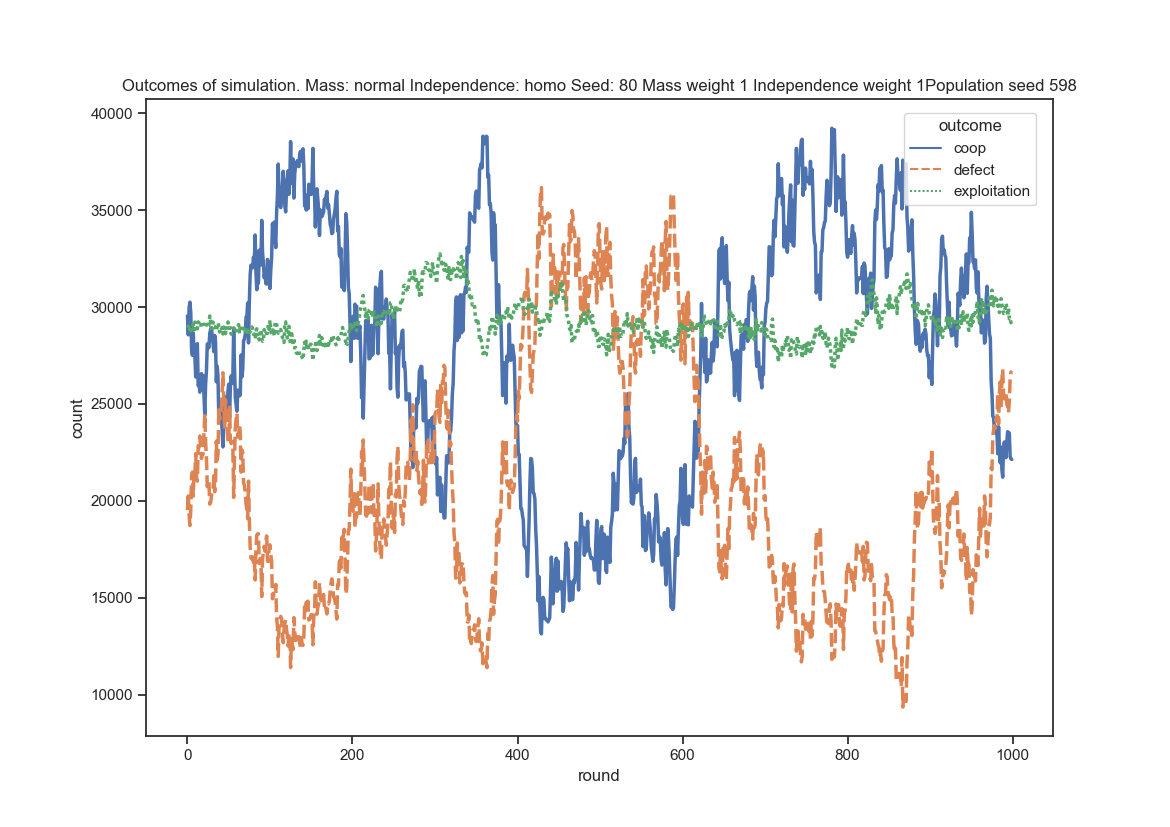 Outcomes of simulation. Mass: normal Independence: homo Seed: 80 Mass weight 1 Independence weight 1Population seed 598
outcome
coop
defect
exploitation
count
40000
35000
30000
25000
20000
15000
10000
0 200 400 600 800 1000
round